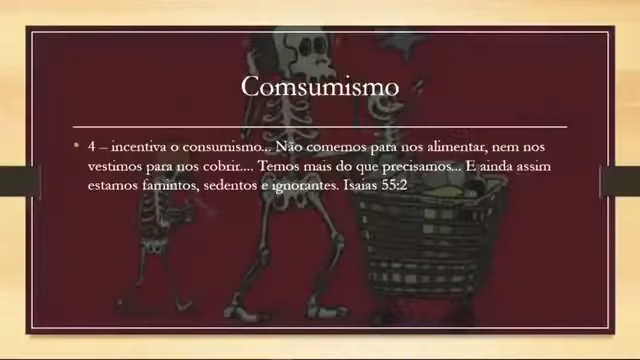 Comsumismo
4 – incentiva o consumismo... Não comemos para nos alimentar, nem nos
vestimos para nos cobrir.... Temos mais do que precisamos... E ainda assim
estamos famintos, sedentos e ignorantes. Isaias 55:2